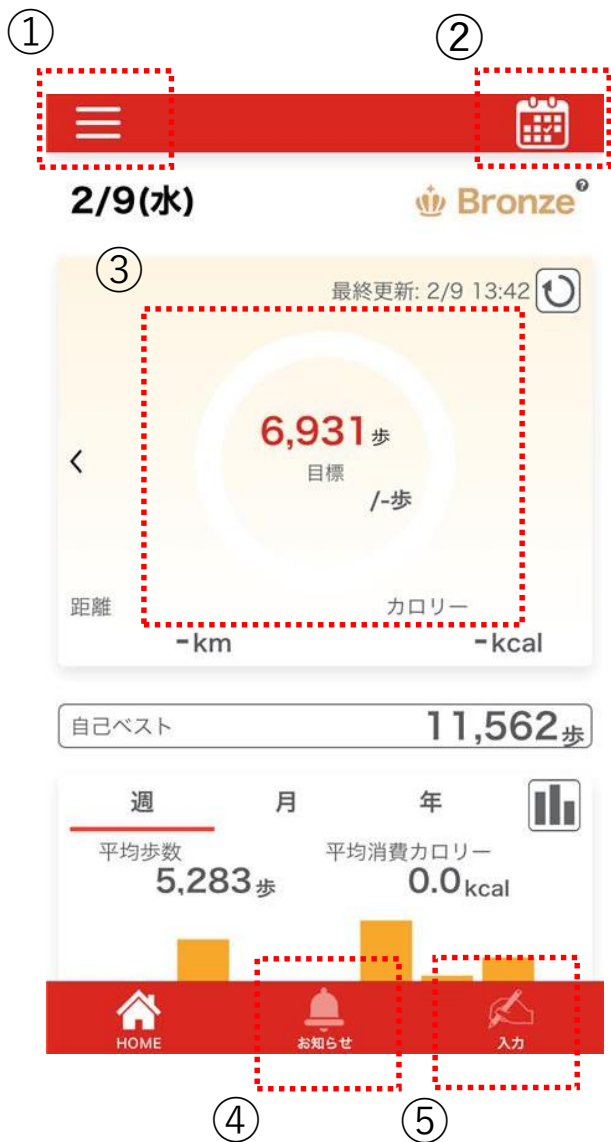 ① ②
2/9(水) Bronze?
③
最終更新: 2/9 13:42
6,931歩
目標
/-歩
距離 カロリー
-km -kcal
自己ベスト 11,562歩
週 月 年
平均歩数 平均消費カロリー
5,283歩 0.0kcal
HOME お知らせ 入力
④ ⑤